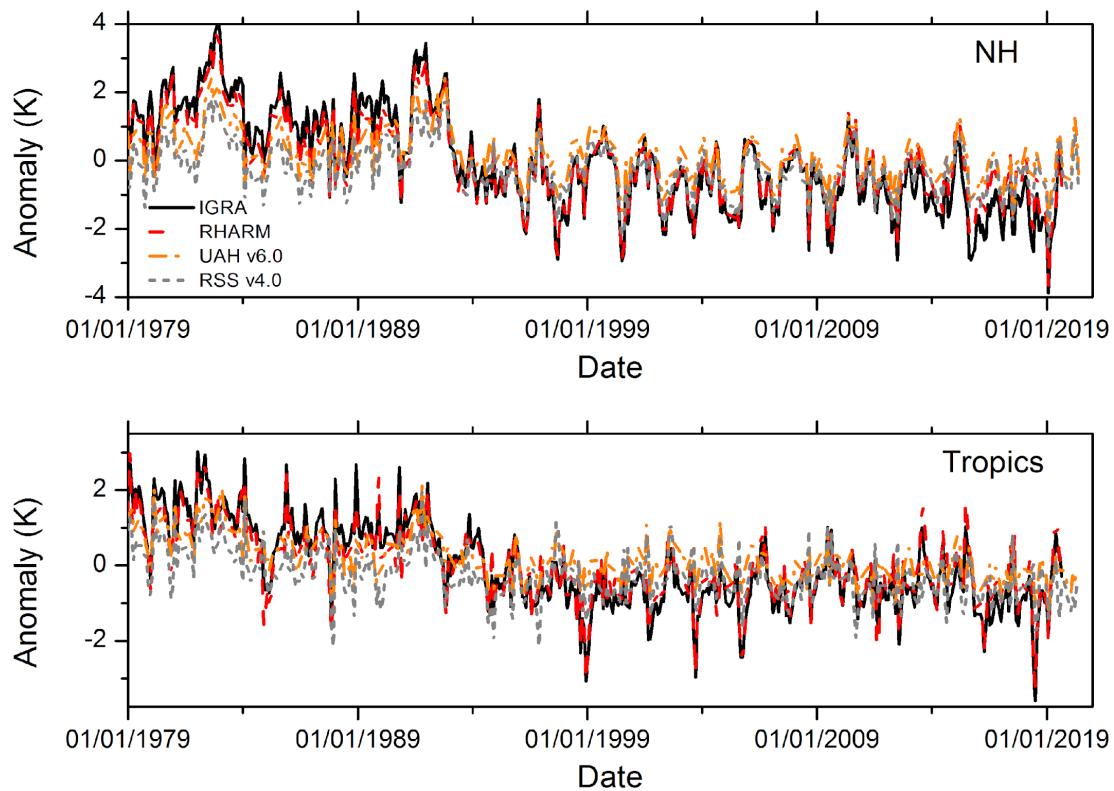 4
NH
2
0
-2
-4
Anomaly (K)
IGRA
RHARM
UAH v6.0
RSS v4.0
01/01/1979 01/01/1989 01/01/1999 01/01/2009 01/01/2019
Date
Tropics
2
0
-2
Anomaly (K)
01/01/1979 01/01/1989 01/01/1999 01/01/2009 01/01/2019
Date